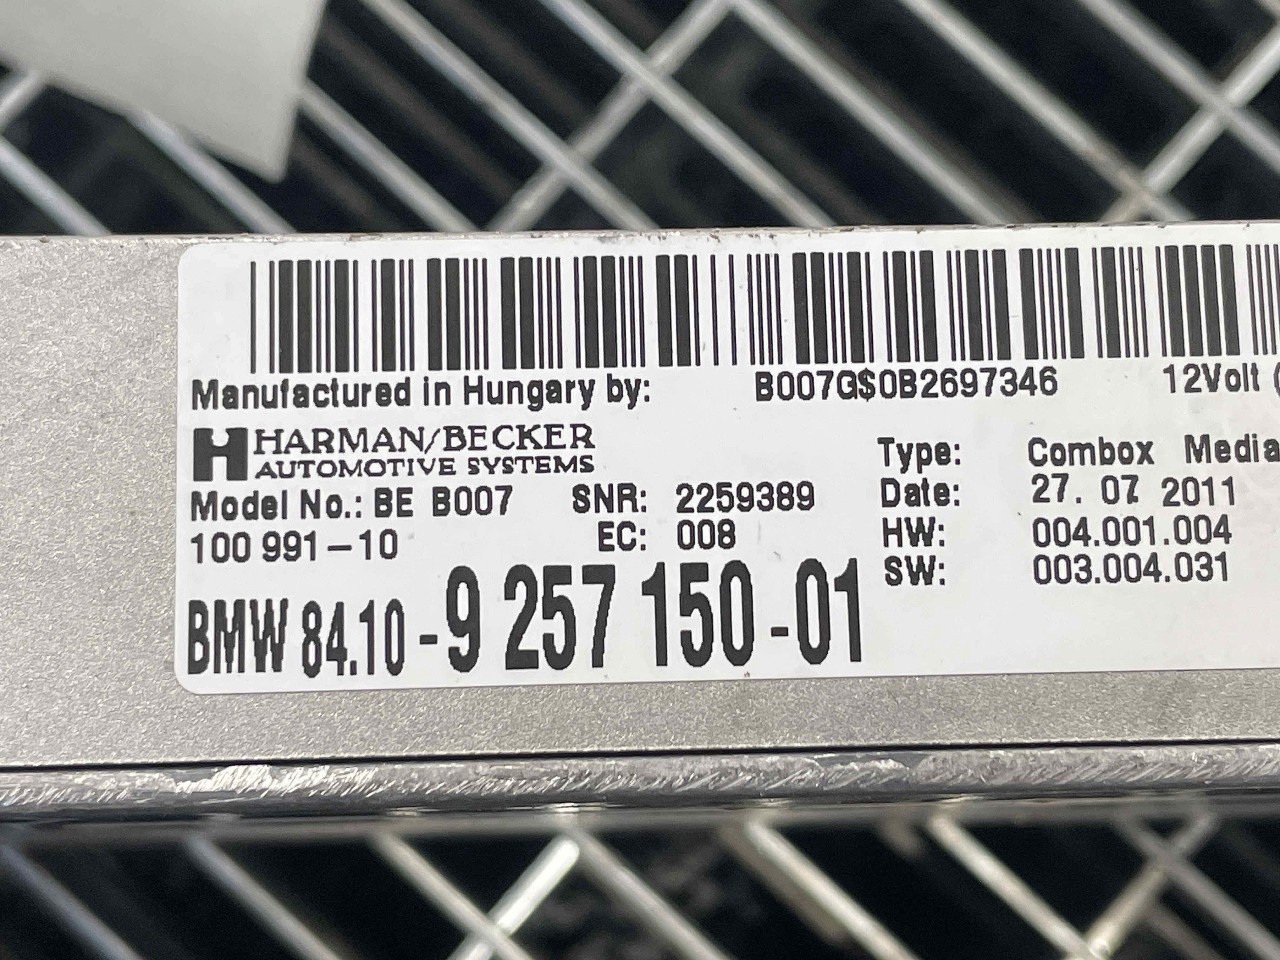 Manufactured in Hungary by: B007G$0B2697346 12Volt (
HARMAN/BECKER
AUTOMOTIVE SYSTEMS
Type: Combox Media
Model No.: BE B007 SNR: 2259389 Date: 27. 07 2011
100 991-10 EC: 008 HW: 004.001.004
SW: 003.004.031
BMW 84.10-9 257 150-01